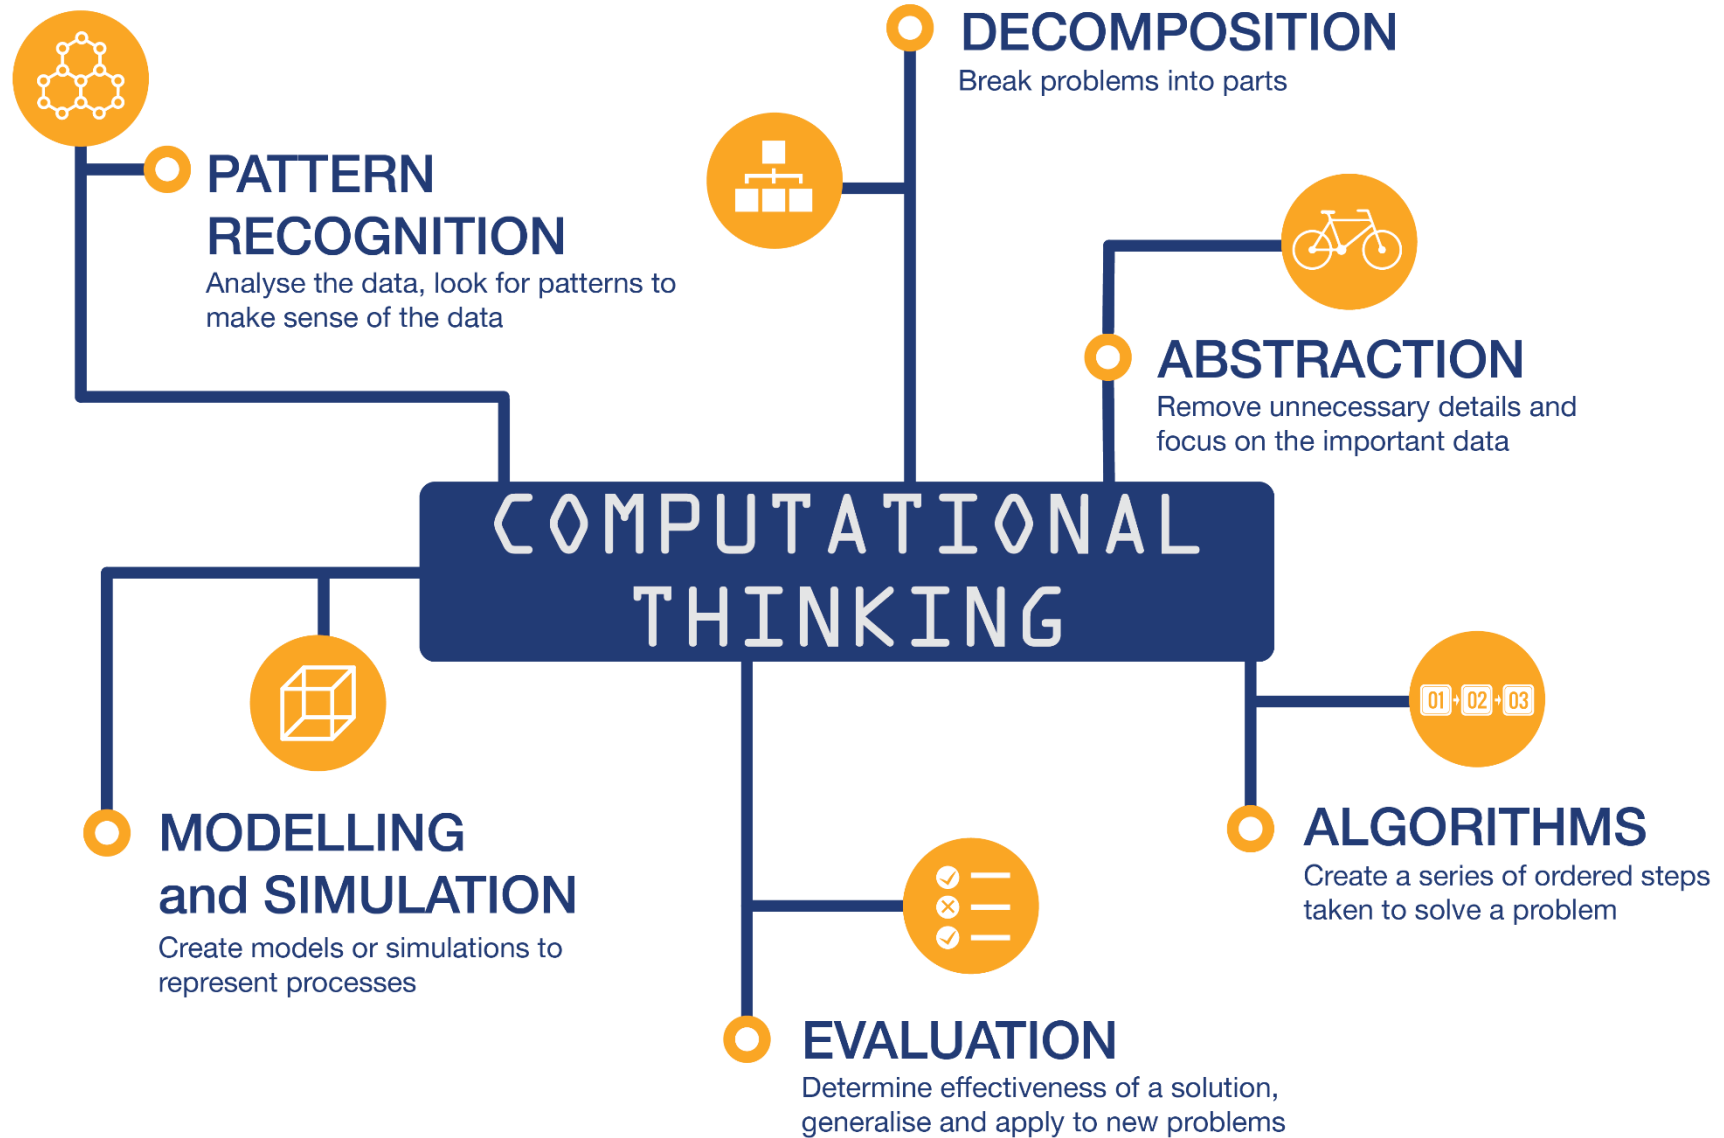 DECOMPOSITION
Break problems into parts
PATTERN
RECOGNITION
Analyse the data, look for patterns to
make sense of the data
ABSTRACTION
Remove unnecessary details and
focus on the important data
COMPUTATIONAL
THINKING
01 02 03
MODELLING
and SIMULATION
Create models or simulations to
represent processes
ALGORITHMS
Create a series of ordered steps
taken to solve a problem
EVALUATION
Determine effectiveness of a solution,
generalise and apply to new problems